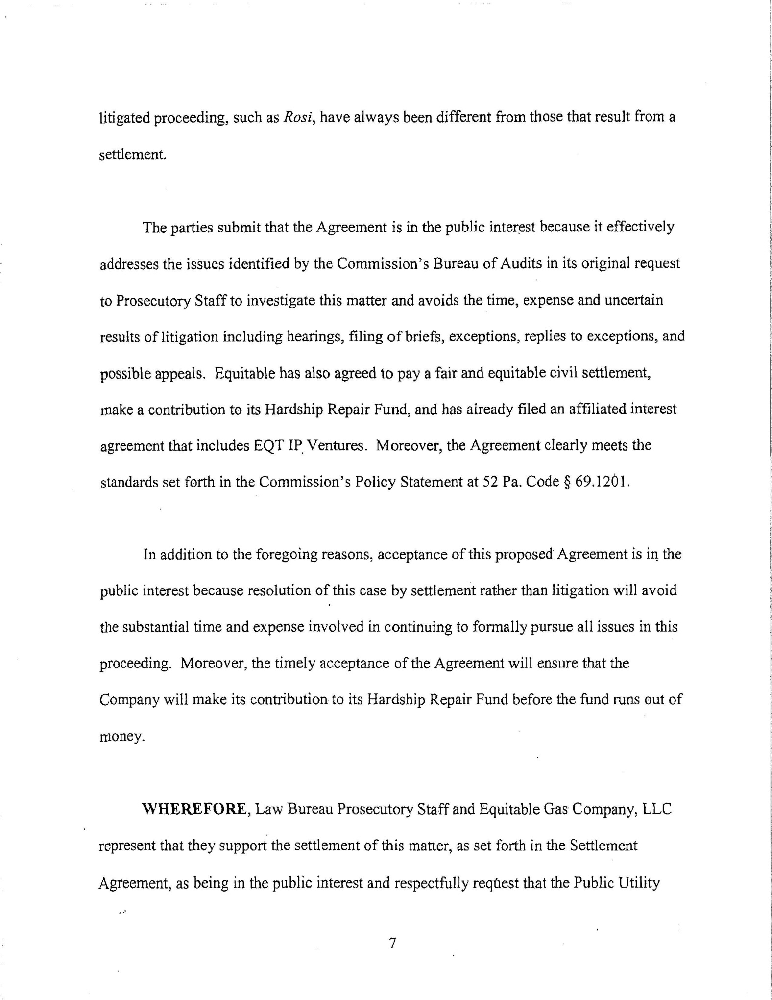 litigated proceeding, such as Rosi, have always been different from those that result from a
settlement.
The parties submit that the Agreement is in the public interest because it effectively
addresses the issues identified by the Commission's Bureau of Audits in its original request
to Prosecutory Staff to investigate this matter and avoids the time, expense and uncertain
results of litigation including hearings, filing of briefs, exceptions, replies to exceptions, and
possible appeals.  Equitable has also agreed to pay a fair and equitable civil settlement,
make a contribution to its Hardship Repair Fund, and has already filed an affiliated interest
agreement that includes EQT IP Ventures.  Moreover, the Agreement clearly meets the
standards set forth in the Commission's Policy Statement at 52 Pa. Code § 69.1201.
In addition to the foregoing reasons, acceptance of this proposed Agreement is in the
public interest because resolution of this case by settlement rather than litigation will avoid
the substantial time and expense involved in continuing to formally pursue all issues in this
proceeding.  Moreover, the timely acceptance of the Agreement will ensure that the
Company will make its contribution to its Hardship Repair Fund before the fund runs out of
money.
WHEREFORE, Law Bureau Prosecutory Staff and Equitable Gas Company, LLC
represent that they support the settlement of this matter, as set forth in the Settlement
Agreement, as being in the public interest and respectfully request that the Public Utility
7